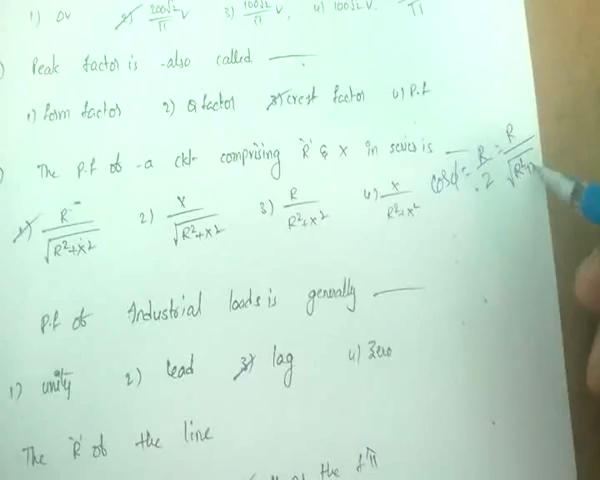 1) 0V 2) 200√2/π V 3) 100√2/π V. 4) 100√2 V.
) Peak factor is also called ——.
1) form factor 2) Q factor 3) crest factor 4) P.f
) The P.f of a ckt comprising 'R' & X in series is — cosϕ = R/Z = R/√R²+
1) R/√R²+X² 2) X/√R²+X² 3) R/R²+X² 4) X/R²+X²
P.f of Industrial loads is generally ——
1) unity 2) lead 3) lag 4) Zero
The 'R' of the line
of the